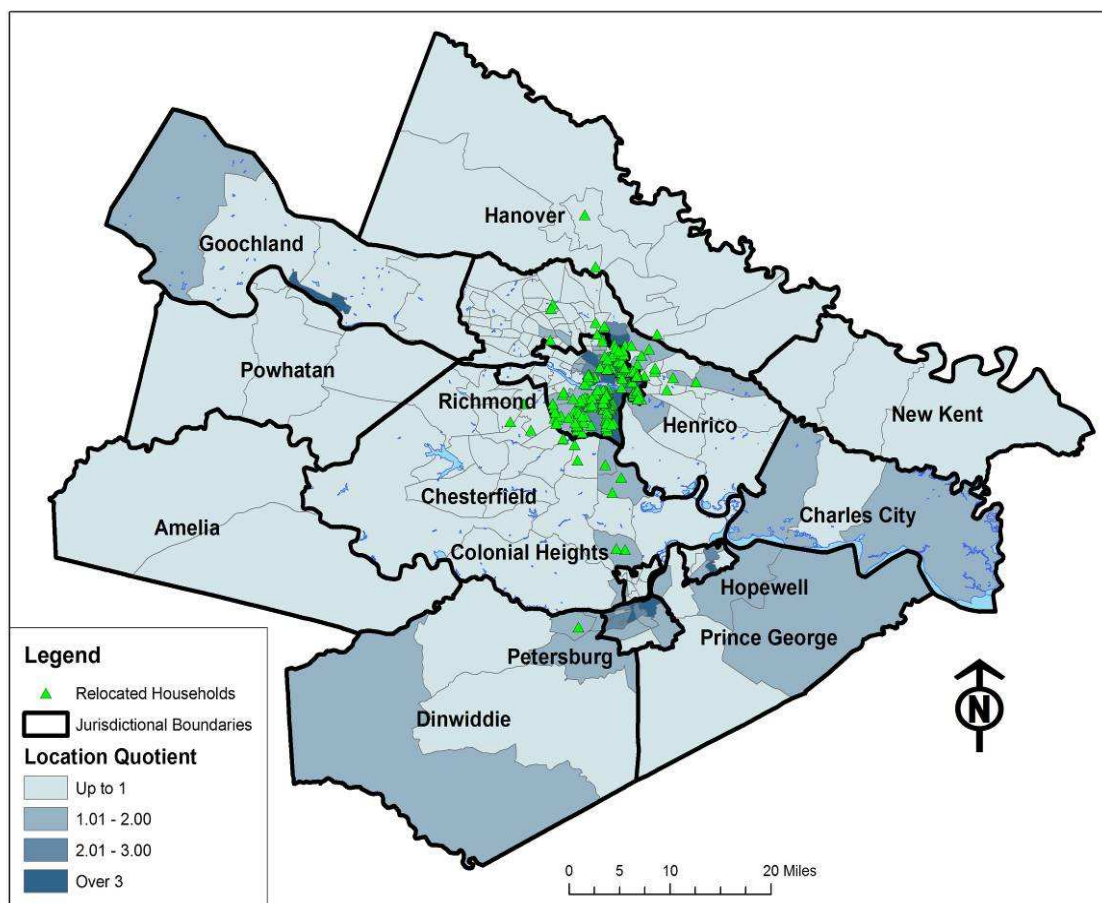 Hanover
Goochland
Powhatan
Richmond
Henrico
New Kent
Chesterfield
Charles City
Amelia
Colonial Heights
Hopewell
Prince George
Petersburg
Dinwiddie
N
Legend
Relocated Households
Jurisdictional Boundaries
Location Quotient
Up to 1
1.01 - 2.00
2.01 - 3.00
Over 3
0 5 10 20 Miles